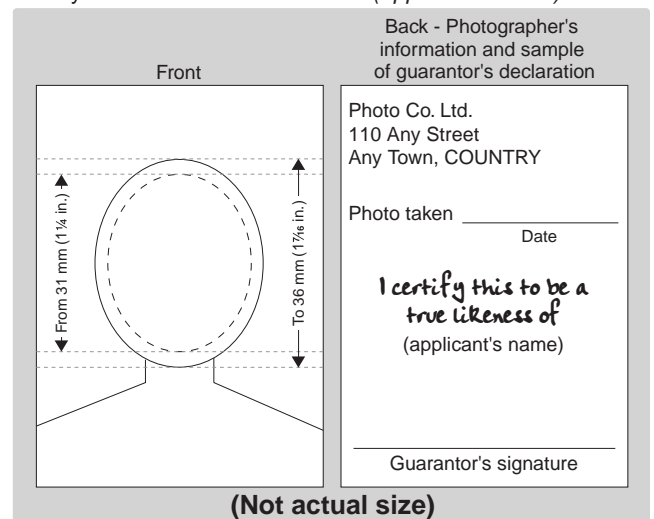 Back - Photographer's
information and sample
of guarantor's declaration
Front
From 31 mm (1¼ in.)
To 36 mm (1⁷⁄₁₆ in.)
Photo Co. Ltd.
110 Any Street
Any Town, COUNTRY
Photo taken
Date
I certify this to be a
true likeness of
(applicant's name)
Guarantor's signature
(Not actual size)